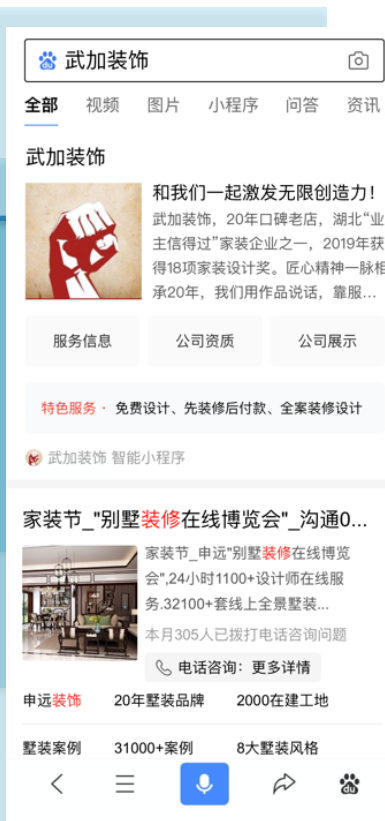 武加装饰
全部 视频 图片 小程序 问答 资讯
武加装饰
和我们一起激发无限创造力！
武加装饰，20年口碑老店，湖北“业
主信得过”家装企业之一，2019年获
得18项家装设计奖。匠心精神一脉相
承20年，我们用作品说话，靠服...
服务信息 公司资质 公司展示
特色服务· 免费设计、先装修后付款、全案装修设计
武加装饰 智能小程序
家装节_"别墅装修在线博览会"_沟通0...
家装节_申远"别墅装修在线博览
会",24小时1100+设计师在线服
务.32100+套线上全景墅装...
本月305人已拨打电话咨询问题
电话咨询：更多详情
申远装饰 20年墅装品牌 2000在建工地
墅装案例 31000+案例 8大墅装风格
du